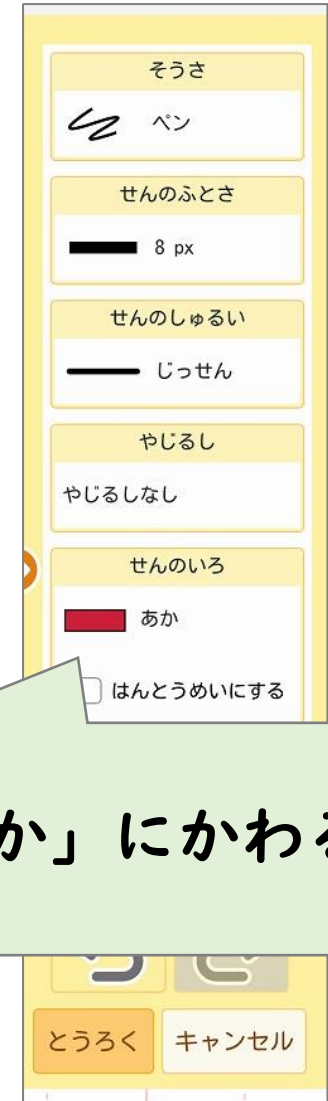 そうさ
ペン
せんのふとさ
8 px
せんのしゅるい
じっせん
やじるし
やじるしなし
せんのいろ
あか
はんとうめいにする
か」にかわる
とうろく
キャンセル